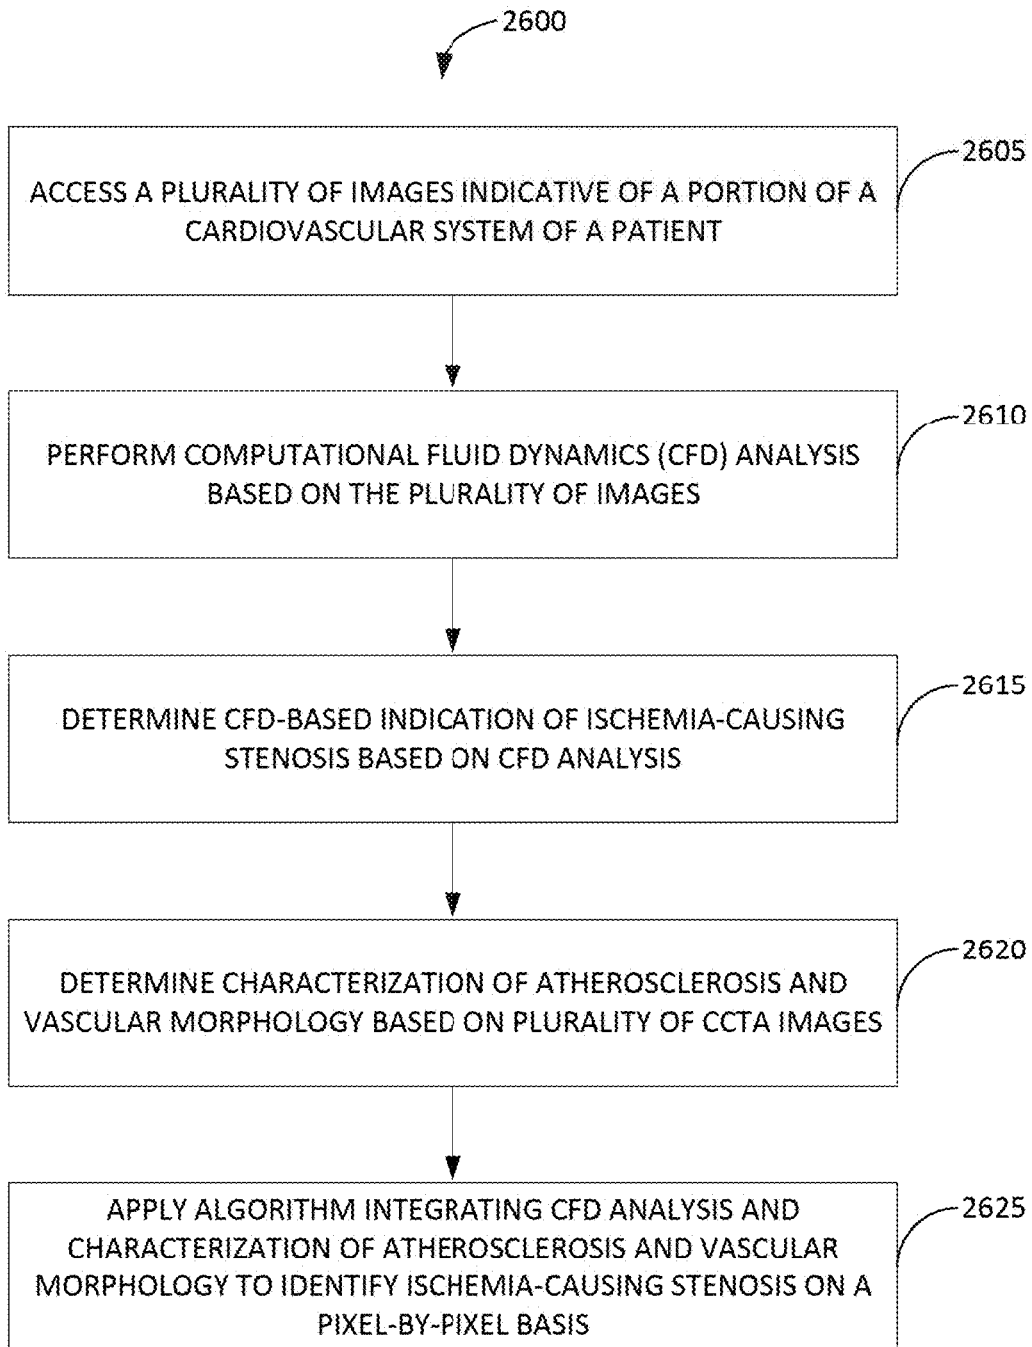 2600
2605
ACCESS A PLURALITY OF IMAGES INDICATIVE OF A PORTION OF A
CARDIOVASCULAR SYSTEM OF A PATIENT
2610
PERFORM COMPUTATIONAL FLUID DYNAMICS (CFD) ANALYSIS
BASED ON THE PLURALITY OF IMAGES
2615
DETERMINE CFD-BASED INDICATION OF ISCHEMIA-CAUSING
STENOSIS BASED ON CFD ANALYSIS
2620
DETERMINE CHARACTERIZATION OF ATHEROSCLEROSIS AND
VASCULAR MORPHOLOGY BASED ON PLURALITY OF CCTA IMAGES
2625
APPLY ALGORITHM INTEGRATING CFD ANALYSIS AND
CHARACTERIZATION OF ATHEROSCLEROSIS AND VASCULAR
MORPHOLOGY TO IDENTIFY ISCHEMIA-CAUSING STENOSIS ON A
PIXEL-BY-PIXEL BASIS